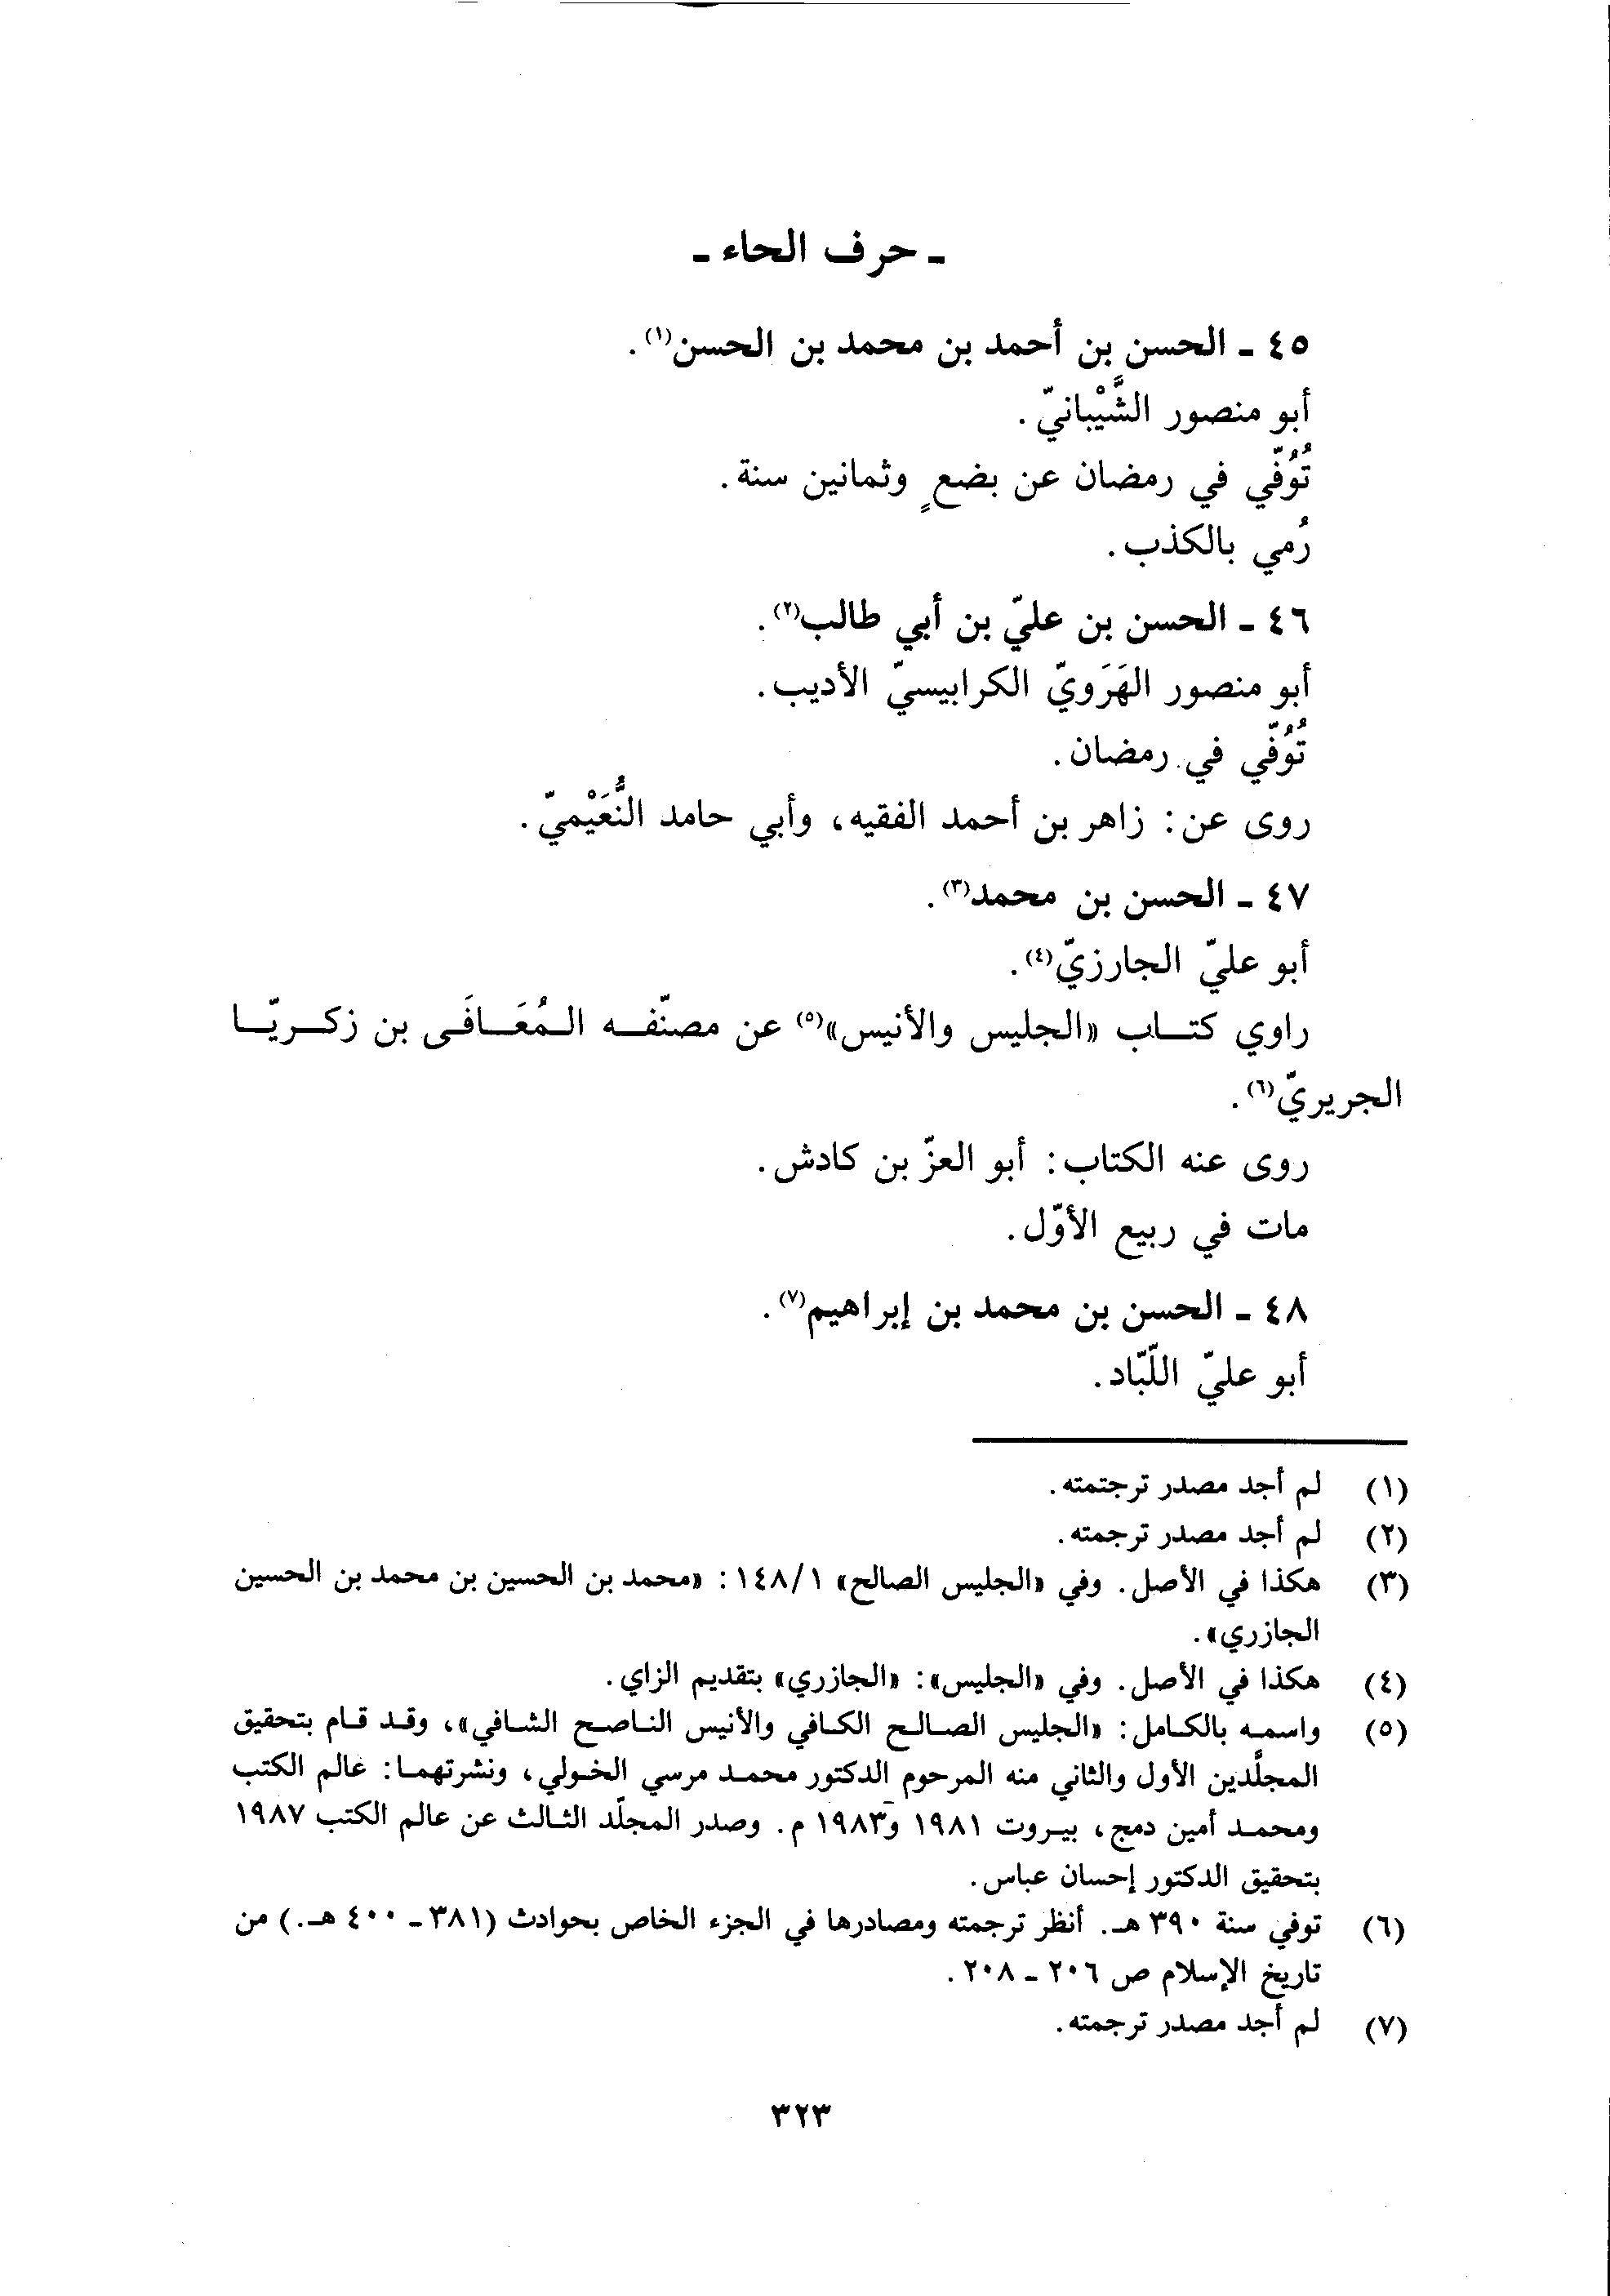 ـ حرف الحاء ـ
٤٥ ـ الحسن بن أحمد بن محمد بن الحسن(١).
أبو منصور الشَّيْبانيّ.
تُوُفّي في رمضان عن بضعٍ وثمانين سنة.
رُمي بالكذب.
٤٦ ـ الحسن بن عليّ بن أبي طالب(٢).
أبو منصور الهَرَويّ الكرابيسيّ الأديب.
تُوُفّي في رمضان.
روى عن: زاهر بن أحمد الفقيه، وأبي حامد النُّعَيْميّ.
٤٧ ـ الحسن بن محمد(٣).
أبو عليّ الجارزيّ(٤).
راوي كتاب «الجليس والأنيس»(٥) عن مصنّفه المُعَافَى بن زكريّا
الجريريّ(٦).
روى عنه الكتاب: أبو العزّ بن كادش.
مات في ربيع الأوّل.
٤٨ ـ الحسن بن محمد بن إبراهيم(٧).
أبو عليّ اللّبّاد.
(١) لم أجد مصدر ترجتمته.
(٢) لم أجد مصدر ترجمته.
(٣) هكذا في الأصل. وفي «الجليس الصالح» ١٤٨/١: «محمد بن الحسين بن محمد بن الحسين
الجازري».
(٤) هكذا في الأصل. وفي «الجليس»: «الجازري» بتقديم الزاي.
(٥) واسمه بالكامل: «الجليس الصالح الكافي والأنيس الناصح الشافي»، وقد قام بتحقيق
المجلَّدين الأول والثاني منه المرحوم الدكتور محمد مرسي الخولي، ونشرتهما: عالم الكتب
ومحمد أمين دمج، بيروت ١٩٨١ و١٩٨٣ م. وصدر المجلّد الثالث عن عالم الكتب ١٩٨٧
بتحقيق الدكتور إحسان عباس.
(٦) توفي سنة ٣٩٠ هـ. أنظر ترجمته ومصادرها في الجزء الخاص بحوادث (٣٨١ ـ ٤٠٠ هـ.) من
تاريخ الإسلام ص ٢٠٦ ـ ٢٠٨.
(٧) لم أجد مصدر ترجمته.
٣٢٣